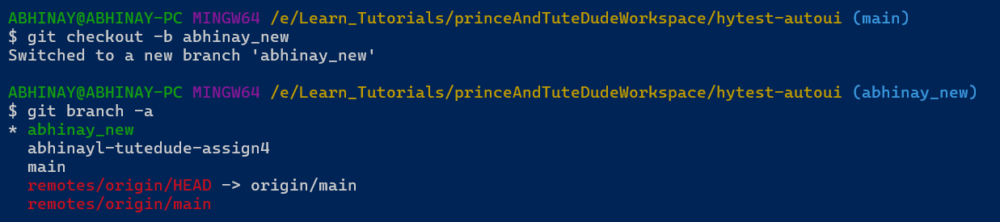 ABHINAY@ABHINAY-PC MINGW64 /e/Learn_Tutorials/princeAndTuteDudeWorkspace/hytest-autoui (main)
$ git checkout -b abhinay_new
Switched to a new branch 'abhinay_new'
ABHINAY@ABHINAY-PC MINGW64 /e/Learn_Tutorials/princeAndTuteDudeWorkspace/hytest-autoui (abhinay_new)
$ git branch -a
* abhinay_new
abhinayl-tutedude-assign4
main
remotes/origin/HEAD -> origin/main
remotes/origin/main